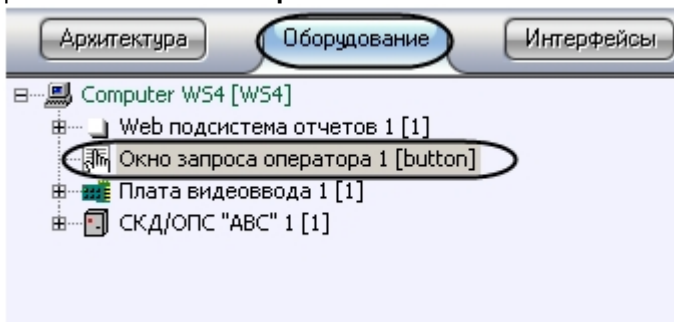 Архитектура Оборудование Интерфейсы
Computer WS4 [WS4]
Web подсистема отчетов 1 [1]
Окно запроса оператора 1 [button]
Плата видеоввода 1 [1]
СКД/ОПС "АВС" 1 [1]